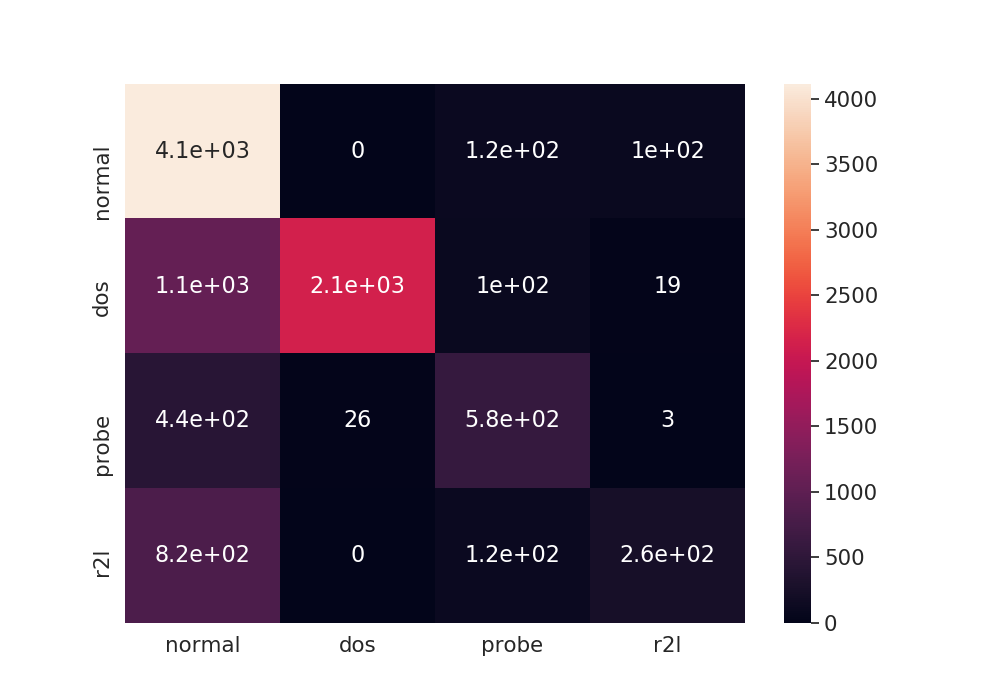 normal 4.1e+03 0 1.2e+02 1e+02
dos 1.1e+03 2.1e+03 1e+02 19
probe 4.4e+02 26 5.8e+02 3
r2l 8.2e+02 0 1.2e+02 2.6e+02
normal dos probe r2l
4000
3500
3000
2500
2000
1500
1000
500
0